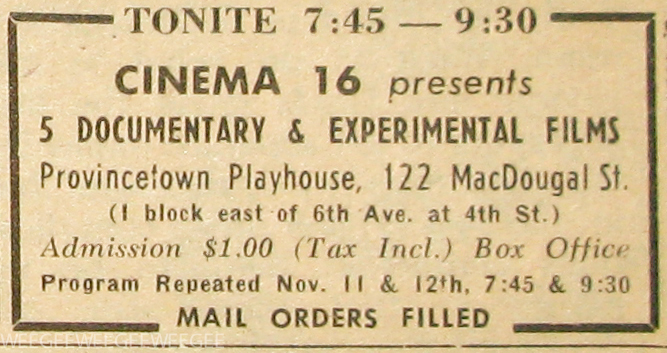 TONITE 7:45 — 9:30
CINEMA 16 presents
5 DOCUMENTARY & EXPERIMENTAL FILMS
Provincetown Playhouse, 122 MacDougal St.
(1 block east of 6th Ave. at 4th St.)
Admission $1.00 (Tax Incl.) Box Office
Program Repeated Nov. 11 & 12th, 7:45 & 9:30
MAIL ORDERS FILLED
WEEGEEWEEGEEWEEGEE